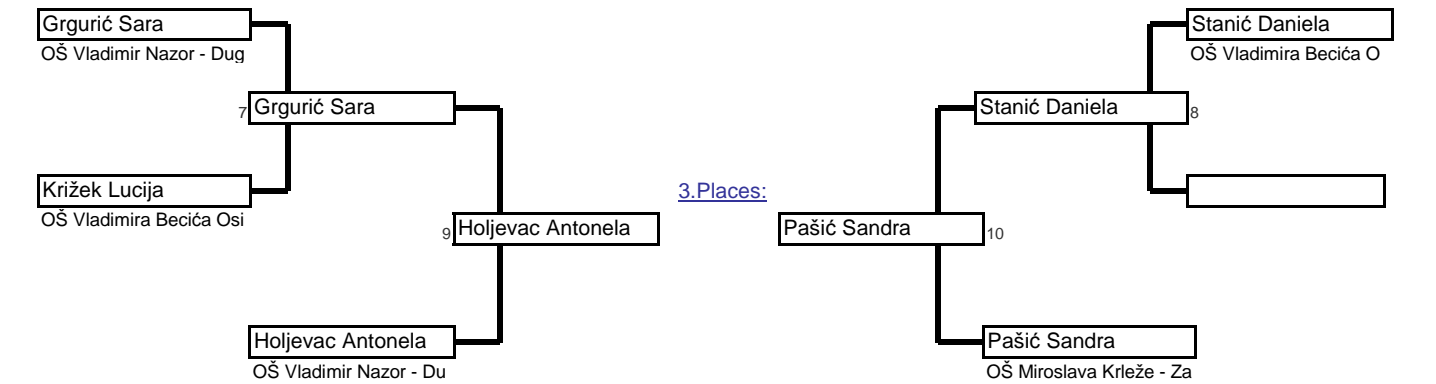 Grgurić Sara
OŠ Vladimir Nazor - Dug
7 Grgurić Sara
Križek Lucija
OŠ Vladimira Becića Osi
9 Holjevac Antonela
Holjevac Antonela
OŠ Vladimir Nazor - Du
3.Places:
Stanić Daniela
OŠ Vladimira Becića O
Stanić Daniela 8
Pašić Sandra 10
Pašić Sandra
OŠ Miroslava Krleže - Za